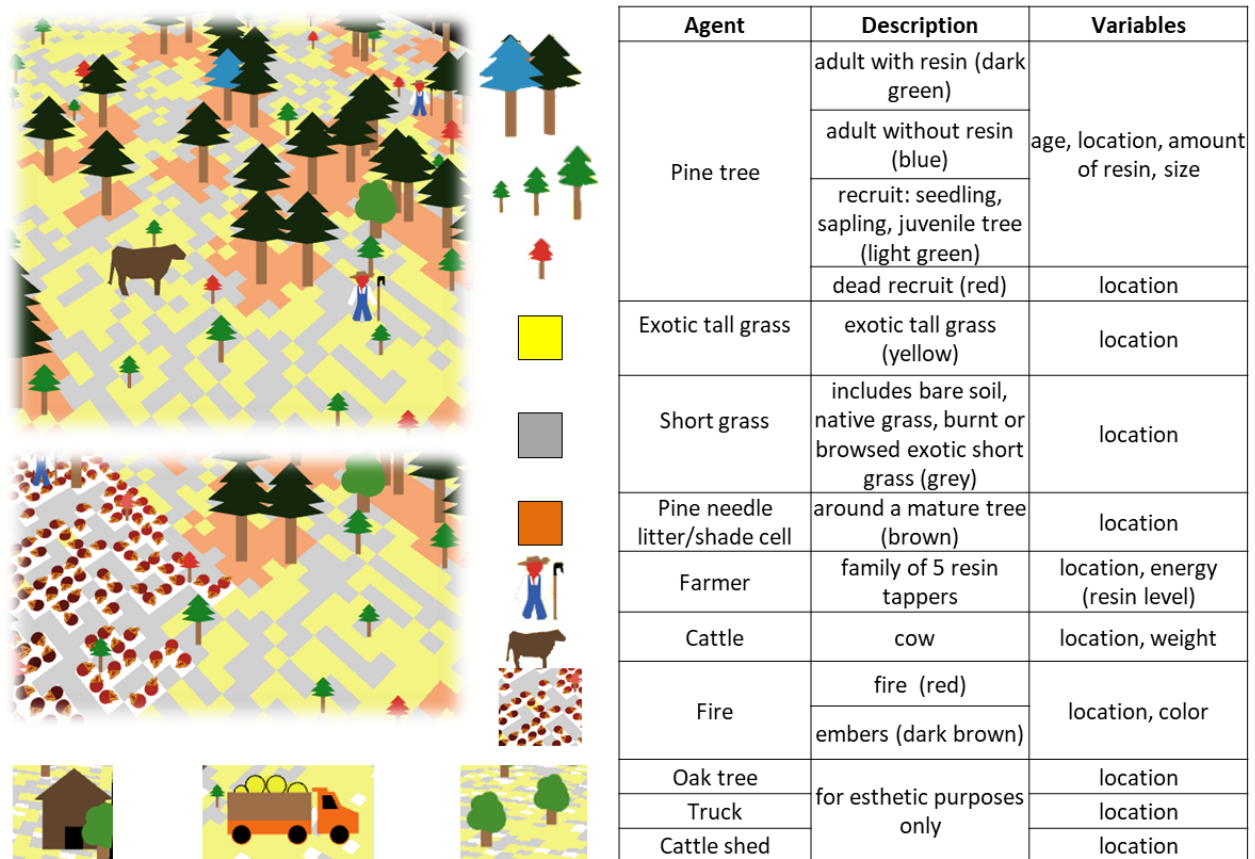 Agent Description Variables
Pine tree
adult with resin (dark
green)
adult without resin
(blue)
recruit: seedling,
sapling, juvenile tree
(light green)
age, location, amount
of resin, size
dead recruit (red)
location
Exotic tall grass
exotic tall grass
(yellow)
location
Short grass
includes bare soil,
native grass, burnt or
browsed exotic short
grass (grey)
location
Pine needle
litter/shade cell
around a mature tree
(brown)
location
Farmer
family of 5 resin
tappers
location, energy
(resin level)
Cattle
cow
location, weight
Fire
fire (red)
embers (dark brown)
location, color
Oak tree
for esthetic purposes
only
location
Truck
location
Cattle shed
location